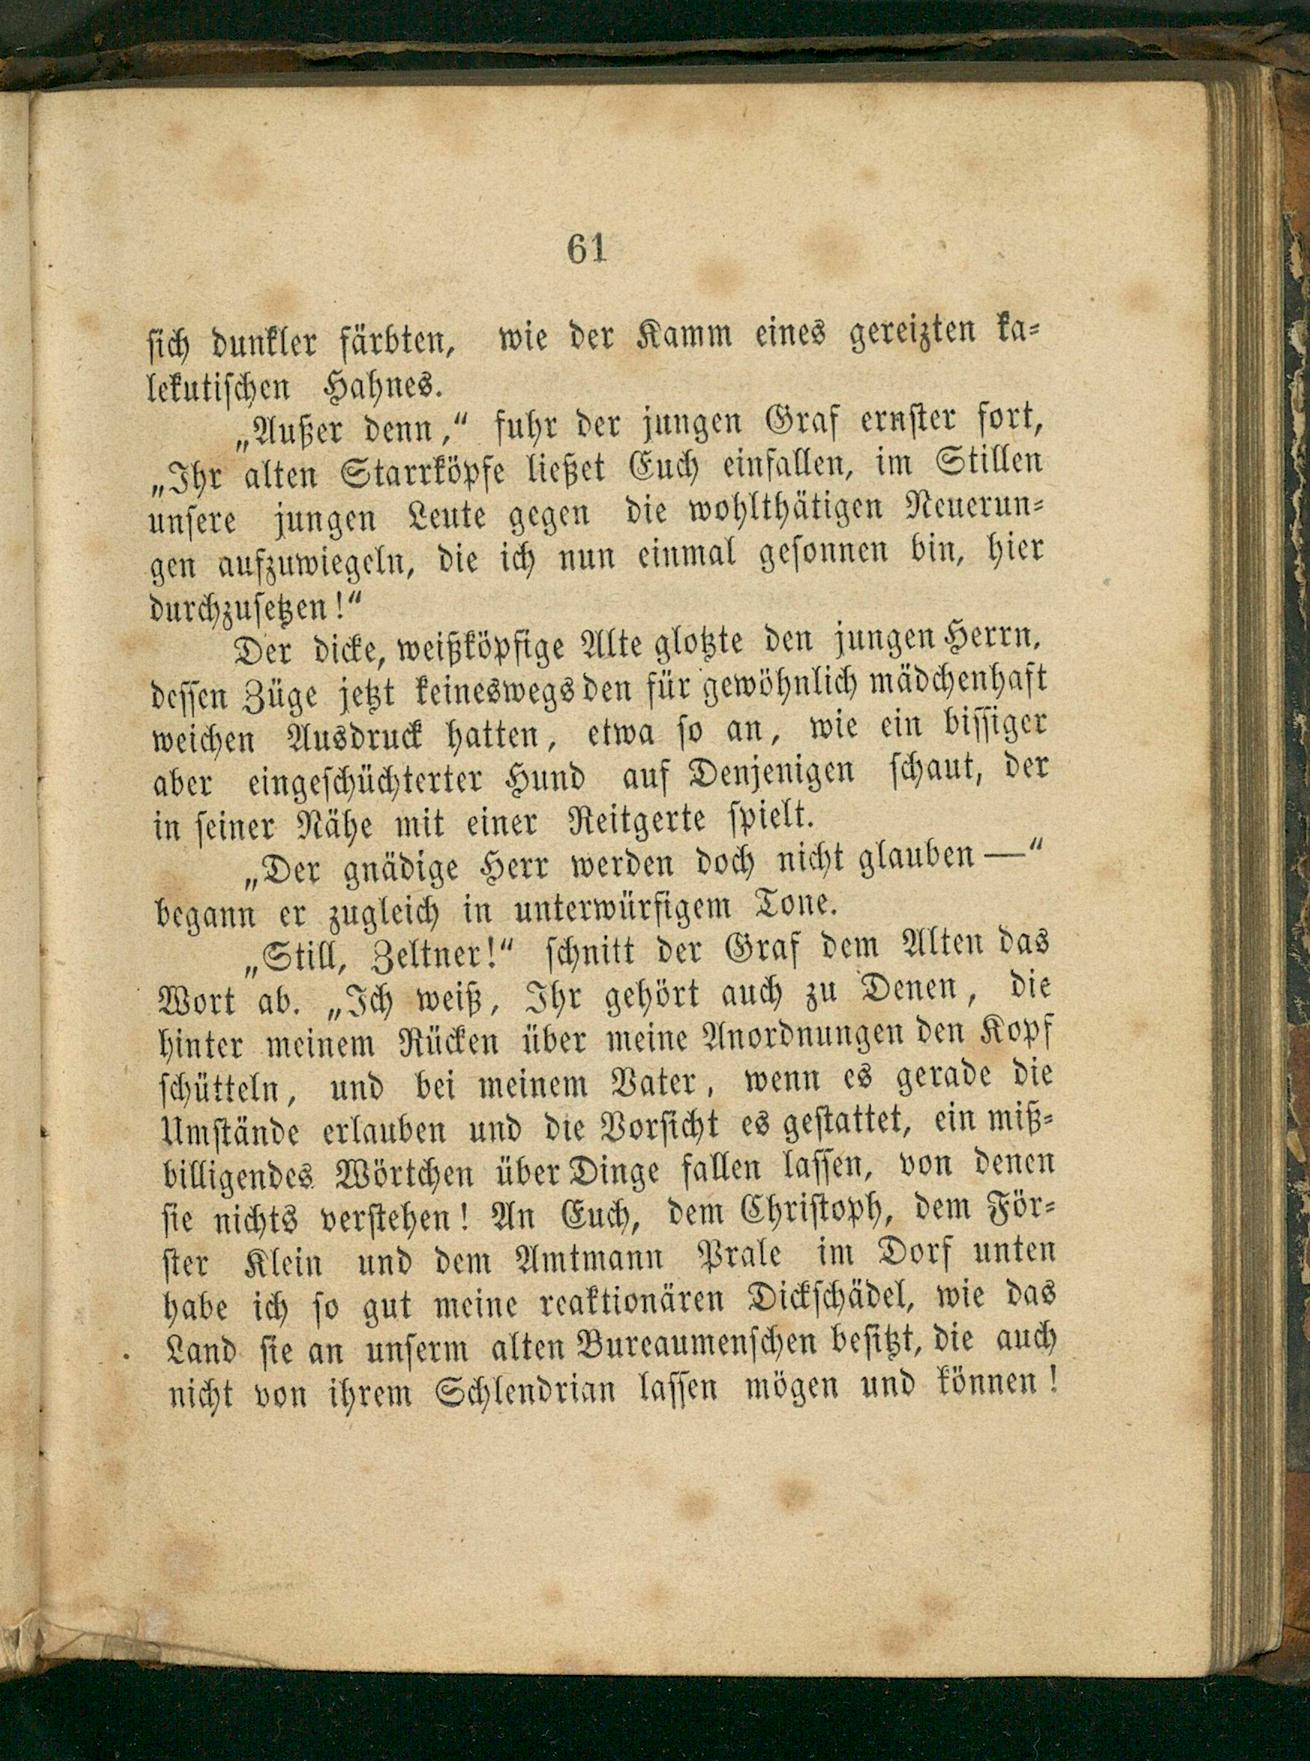 61
sich dunkler färbten, wie der Kamm eines gereizten ka-
lekutischen Hahnes.
„Außer denn,“ fuhr der jungen Graf ernster fort,
„Ihr alten Starrköpfe ließet Euch einfallen, im Stillen
unsere jungen Leute gegen die wohlthätigen Neuerun-
gen aufzuwiegeln, die ich nun einmal gesonnen bin, hier
durchzusetzen!“
Der dicke, weißköpfige Alte glotzte den jungen Herrn,
dessen Züge jetzt keineswegs den für gewöhnlich mädchenhaft
weichen Ausdruck hatten, etwa so an, wie ein bissiger
aber eingeschüchterter Hund auf Denjenigen schaut, der
in seiner Nähe mit einer Reitgerte spielt.
„Der gnädige Herr werden doch nicht glauben —“
begann er zugleich in unterwürfigem Tone.
„Still, Zeltner!“ schnitt der Graf dem Alten das
Wort ab. „Ich weiß, Ihr gehört auch zu Denen, die
hinter meinem Rücken über meine Anordnungen den Kopf
schütteln, und bei meinem Vater, wenn es gerade die
Umstände erlauben und die Vorsicht es gestattet, ein miß-
billigendes Wörtchen über Dinge fallen lassen, von denen
sie nichts verstehen! An Euch, dem Christoph, dem För-
ster Klein und dem Amtmann Prale im Dorf unten
habe ich so gut meine reaktionären Dickschädel, wie das
Land sie an unserm alten Bureaumenschen besitzt, die auch
nicht von ihrem Schlendrian lassen mögen und können!